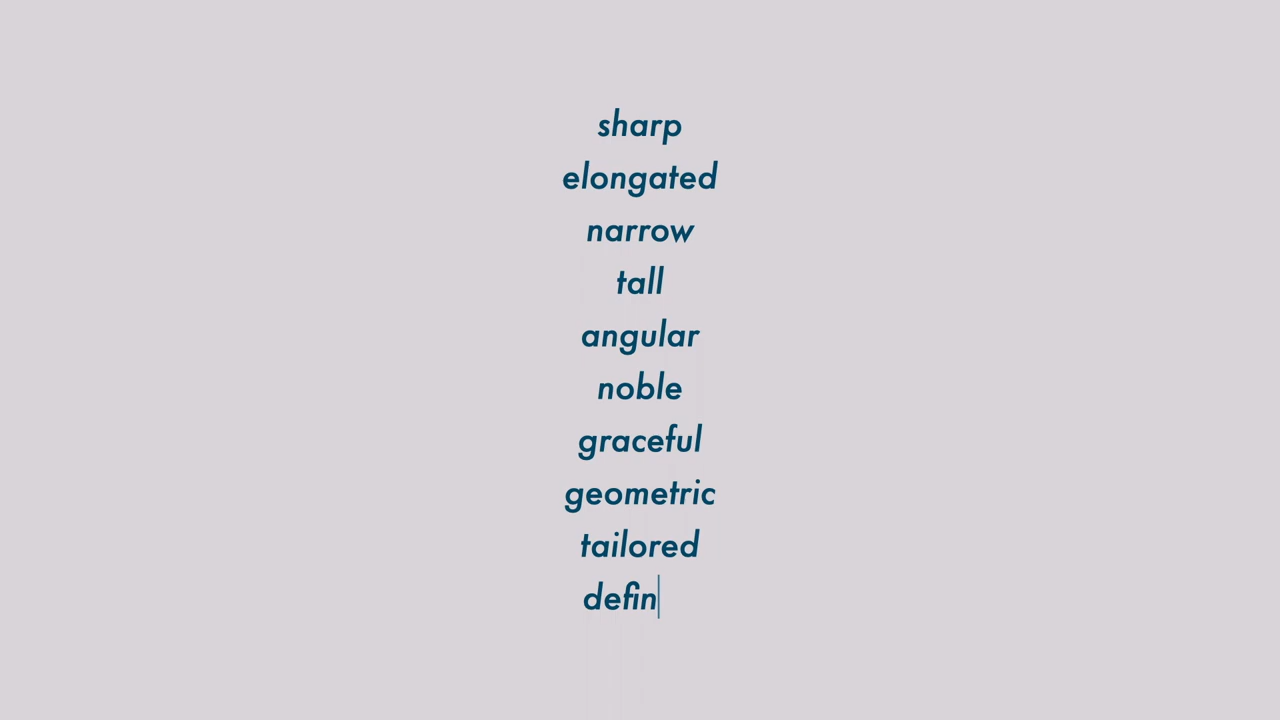 sharp
elongated
narrow
tall
angular
noble
graceful
geometric
tailored
defin